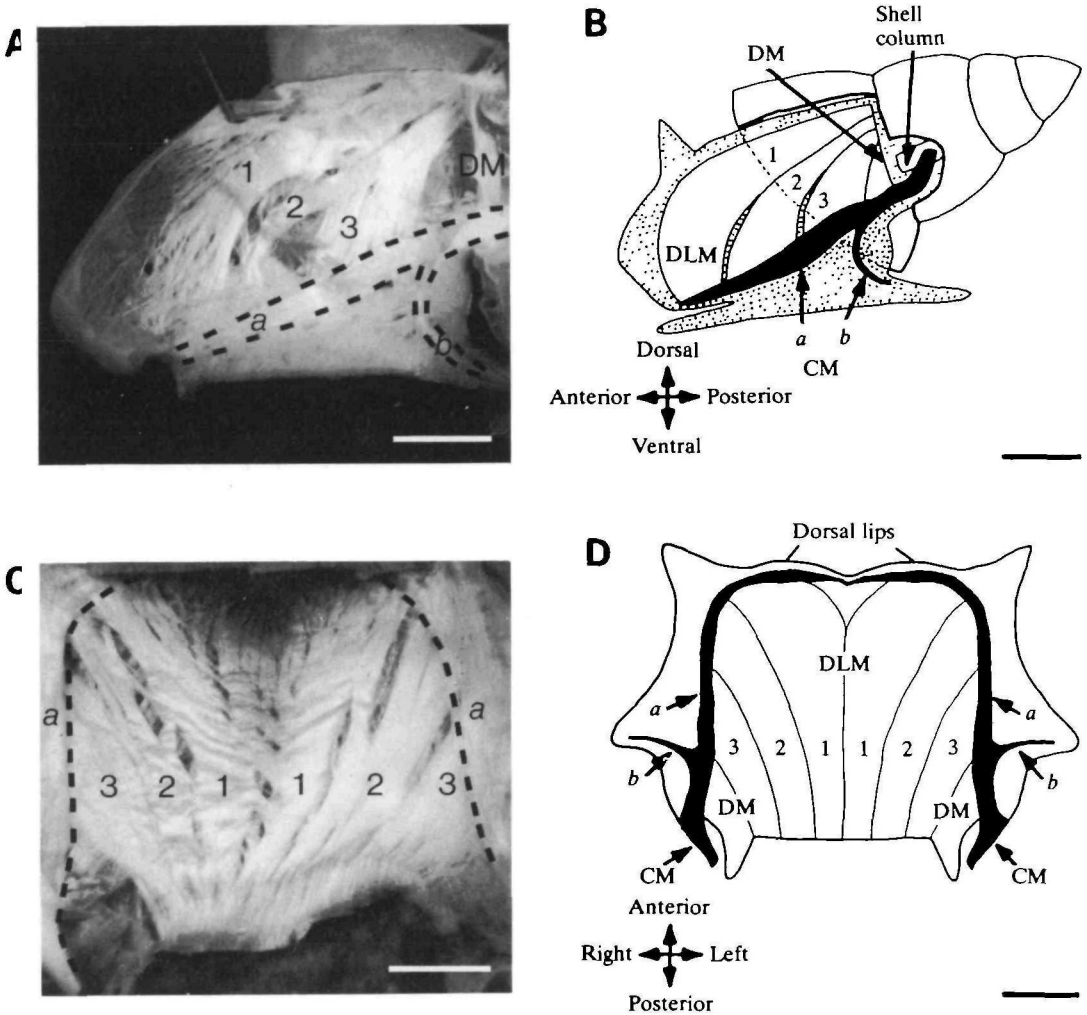 A
1
2
3
DM
a
b
B
Shell
column
DM
1
2
3
DLM
a
b
CM
Dorsal
Anterior
Posterior
Ventral
C
a
a
3
2
1
1
2
3
D
Dorsal lips
DLM
a
a
3
2
1
1
2
3
b
b
DM
DM
CM
CM
Anterior
Right
Left
Posterior